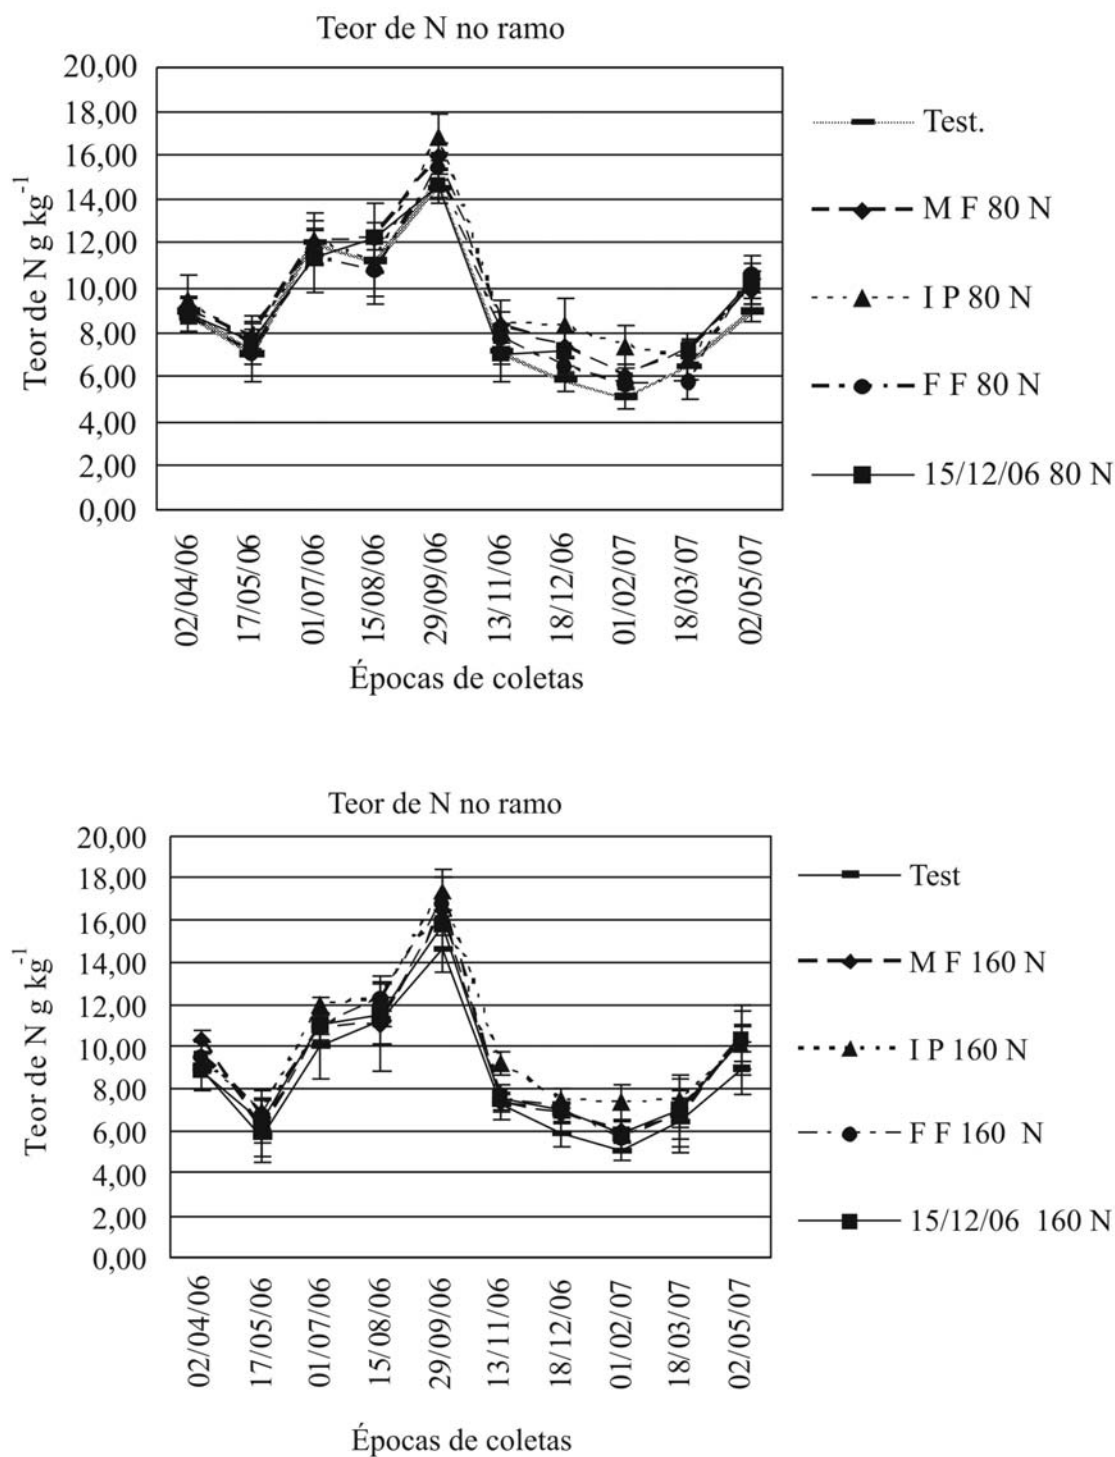 Teor de N no ramo
20,00
18,00
16,00
14,00
12,00
10,00
8,00
6,00
4,00
2,00
0,00
Teor de N g kg-1
02/04/06
17/05/06
01/07/06
15/08/06
29/09/06
13/11/06
18/12/06
01/02/07
18/03/07
02/05/07
Épocas de coletas
Test.
M F 80 N
I P 80 N
F F 80 N
15/12/06 80 N
Teor de N no ramo
20,00
18,00
16,00
14,00
12,00
10,00
8,00
6,00
4,00
2,00
0,00
Teor de N g kg-1
02/04/06
17/05/06
01/07/06
15/08/06
29/09/06
13/11/06
18/12/06
01/02/07
18/03/07
02/05/07
Épocas de coletas
Test
M F 160 N
I P 160 N
F F 160 N
15/12/06 160 N